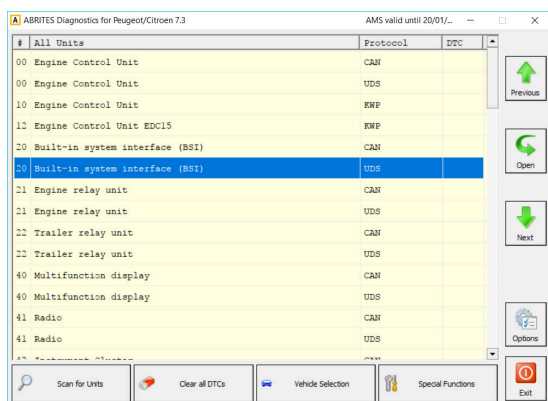 A ABRITES Diagnostics for Peugeot/Citroen 7.3 AMS valid until 20/01/...
# All Units Protocol DTC
00 Engine Control Unit CAN
00 Engine Control Unit UDS
10 Engine Control Unit KWP
12 Engine Control Unit EDC15 KWP
20 Built-in system interface (BSI) CAN
20 Built-in system interface (BSI) UDS
21 Engine relay unit CAN
21 Engine relay unit UDS
22 Trailer relay unit CAN
22 Trailer relay unit UDS
40 Multifunction display CAN
40 Multifunction display UDS
41 Radio CAN
41 Radio UDS
Previous
Open
Next
Options
Exit
Scan for Units Clear all DTCs Vehicle Selection Special Functions